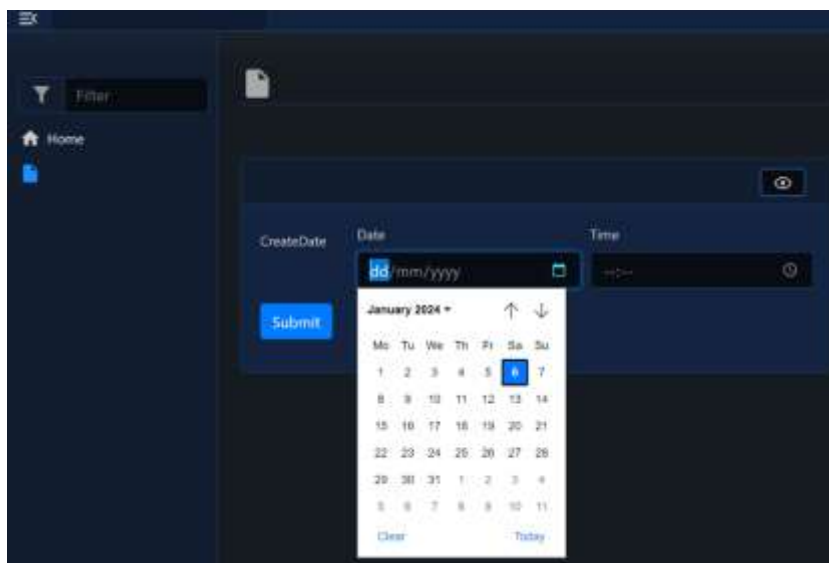 Filter
Home
CreateDate
Date
Time
dd/mm/yyyy
--:--
Submit
January 2024
Mo Tu We Th Fr Sa Su
1 2 3 4 5 6 7
8 9 10 11 12 13 14
15 16 17 18 19 20 21
22 23 24 25 26 27 28
29 30 31 1 2 3 4
5 6 7 8 9 10 11
Clear Today